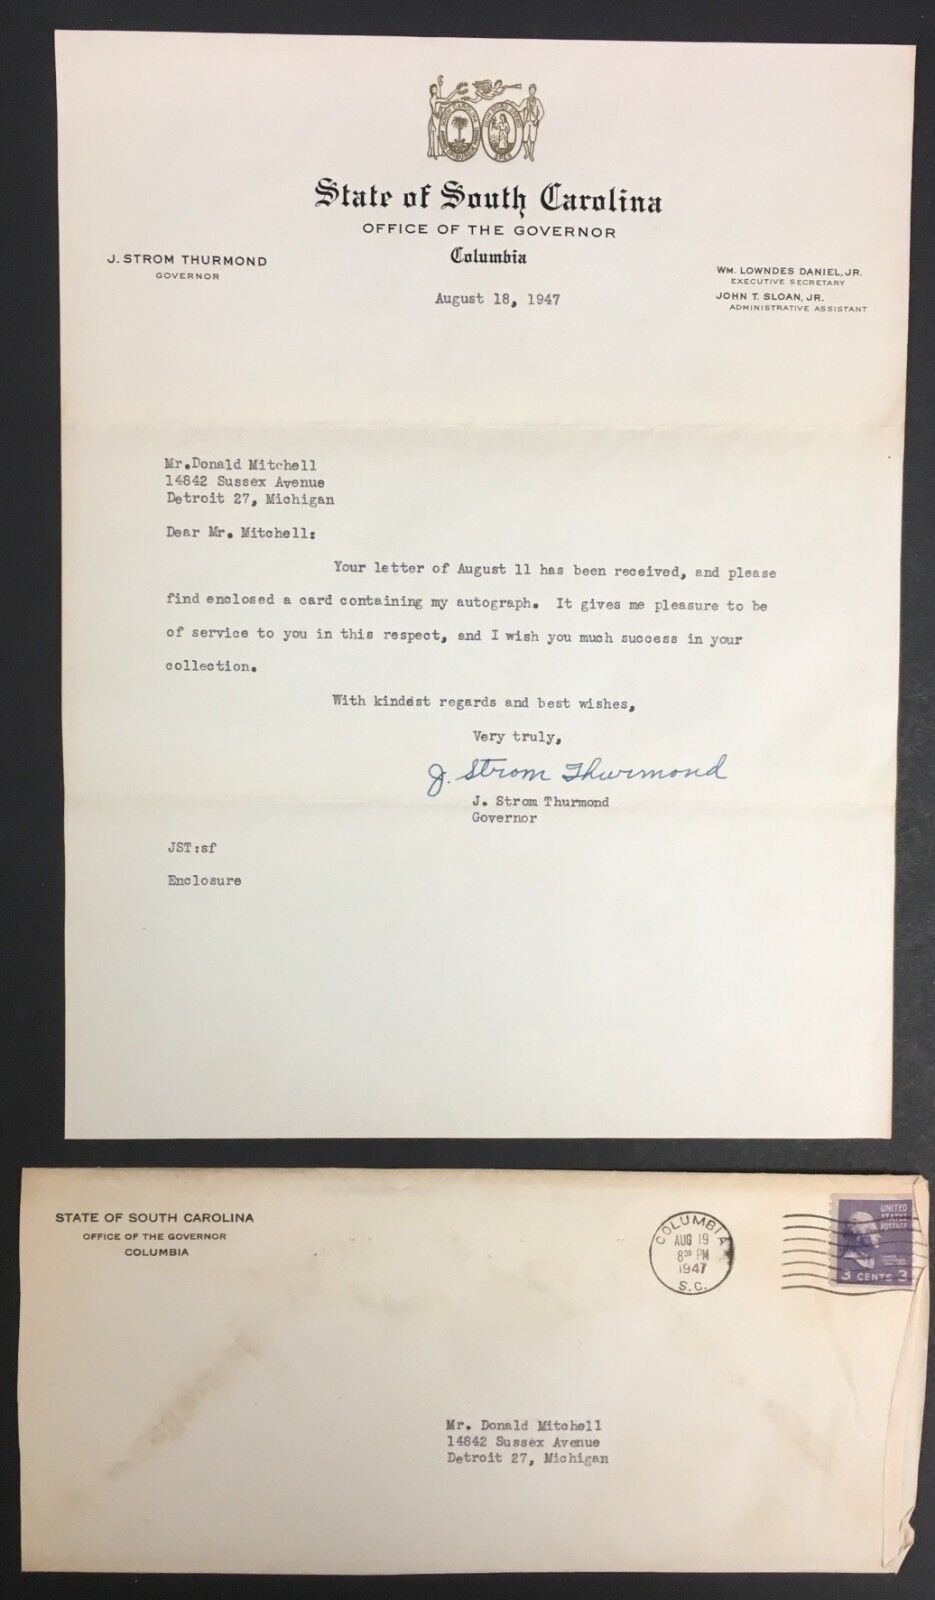 State of South Carolina
OFFICE OF THE GOVERNOR
Columbia
J. STROM THURMOND
GOVERNOR
WM. LOWNDES DANIEL, JR.
EXECUTIVE SECRETARY
JOHN T. SLOAN, JR.
ADMINISTRATIVE ASSISTANT
August 18, 1947
Mr.Donald Mitchell
14842 Sussex Avenue
Detroit 27, Michigan
Dear Mr. Mitchell:
Your letter of August 11 has been received, and please
find enclosed a card containing my autograph. It gives me pleasure to be
of service to you in this respect, and I wish you much success in your
collection.
With kindest regards and best wishes,
Very truly,
J. Strom Thurmond
J. Strom Thurmond
Governor
JST:sf
Enclosure
STATE OF SOUTH CAROLINA
OFFICE OF THE GOVERNOR
COLUMBIA
COLUMBIA
AUG 19
8 30 PM
1947
S.C.
UNITED
STATES
POSTAGE
3 CENTS 3
Mr. Donald Mitchell
14842 Sussex Avenue
Detroit 27, Michigan